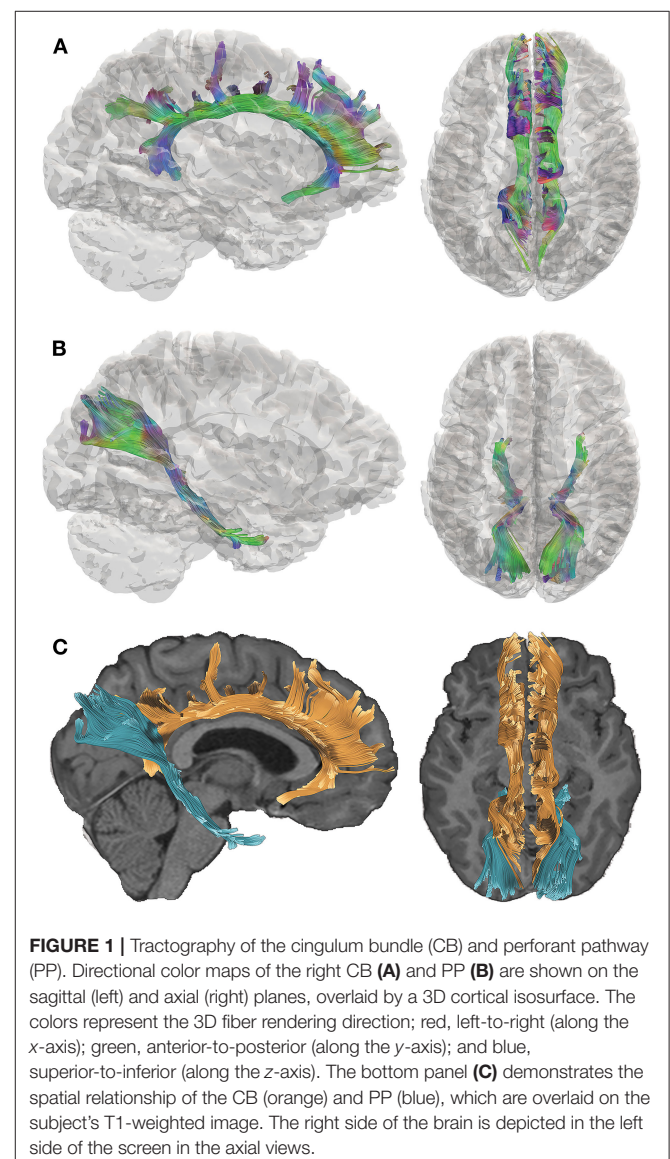 A
B
C
FIGURE 1 | Tractography of the cingulum bundle (CB) and perforant pathway
(PP). Directional color maps of the right CB (A) and PP (B) are shown on the
sagittal (left) and axial (right) planes, overlaid by a 3D cortical isosurface. The
colors represent the 3D fiber rendering direction; red, left-to-right (along the
x-axis); green, anterior-to-posterior (along the y-axis); and blue,
superior-to-inferior (along the z-axis). The bottom panel (C) demonstrates the
spatial relationship of the CB (orange) and PP (blue), which are overlaid on the
subject's T1-weighted image. The right side of the brain is depicted in the left
side of the screen in the axial views.